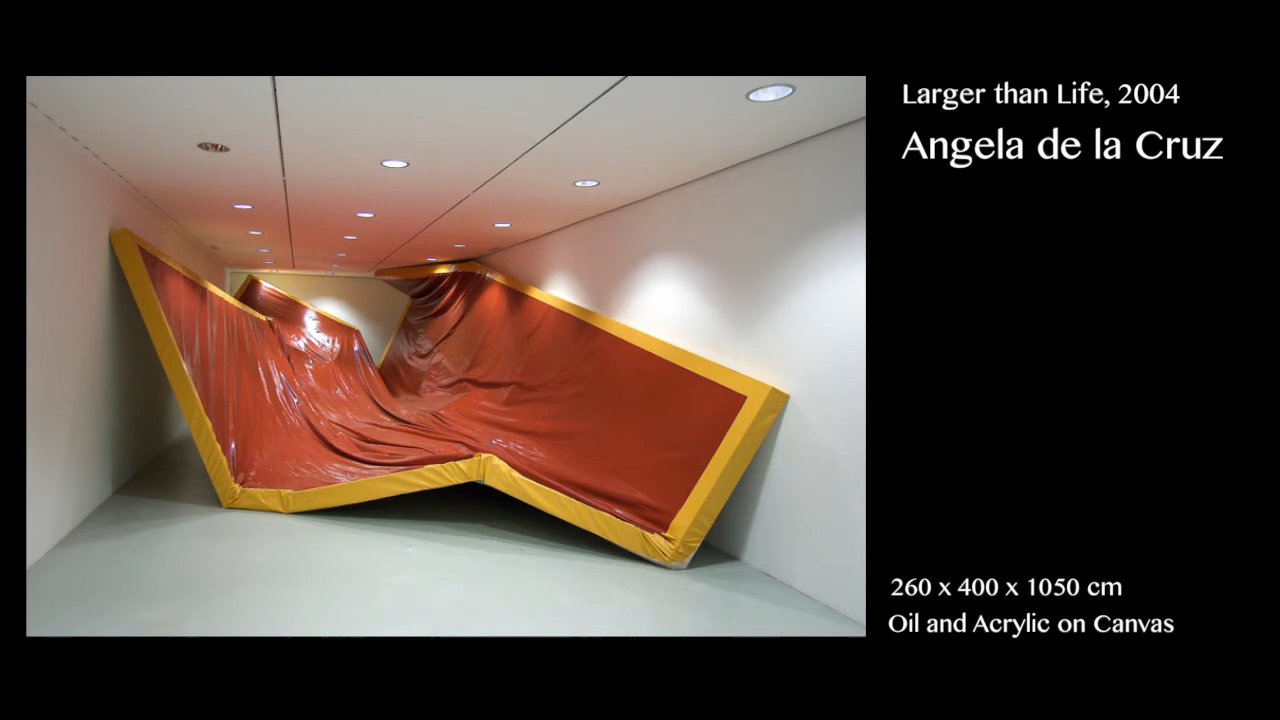 Larger than Life, 2004
Angela de la Cruz
260 x 400 x 1050 cm
Oil and Acrylic on Canvas